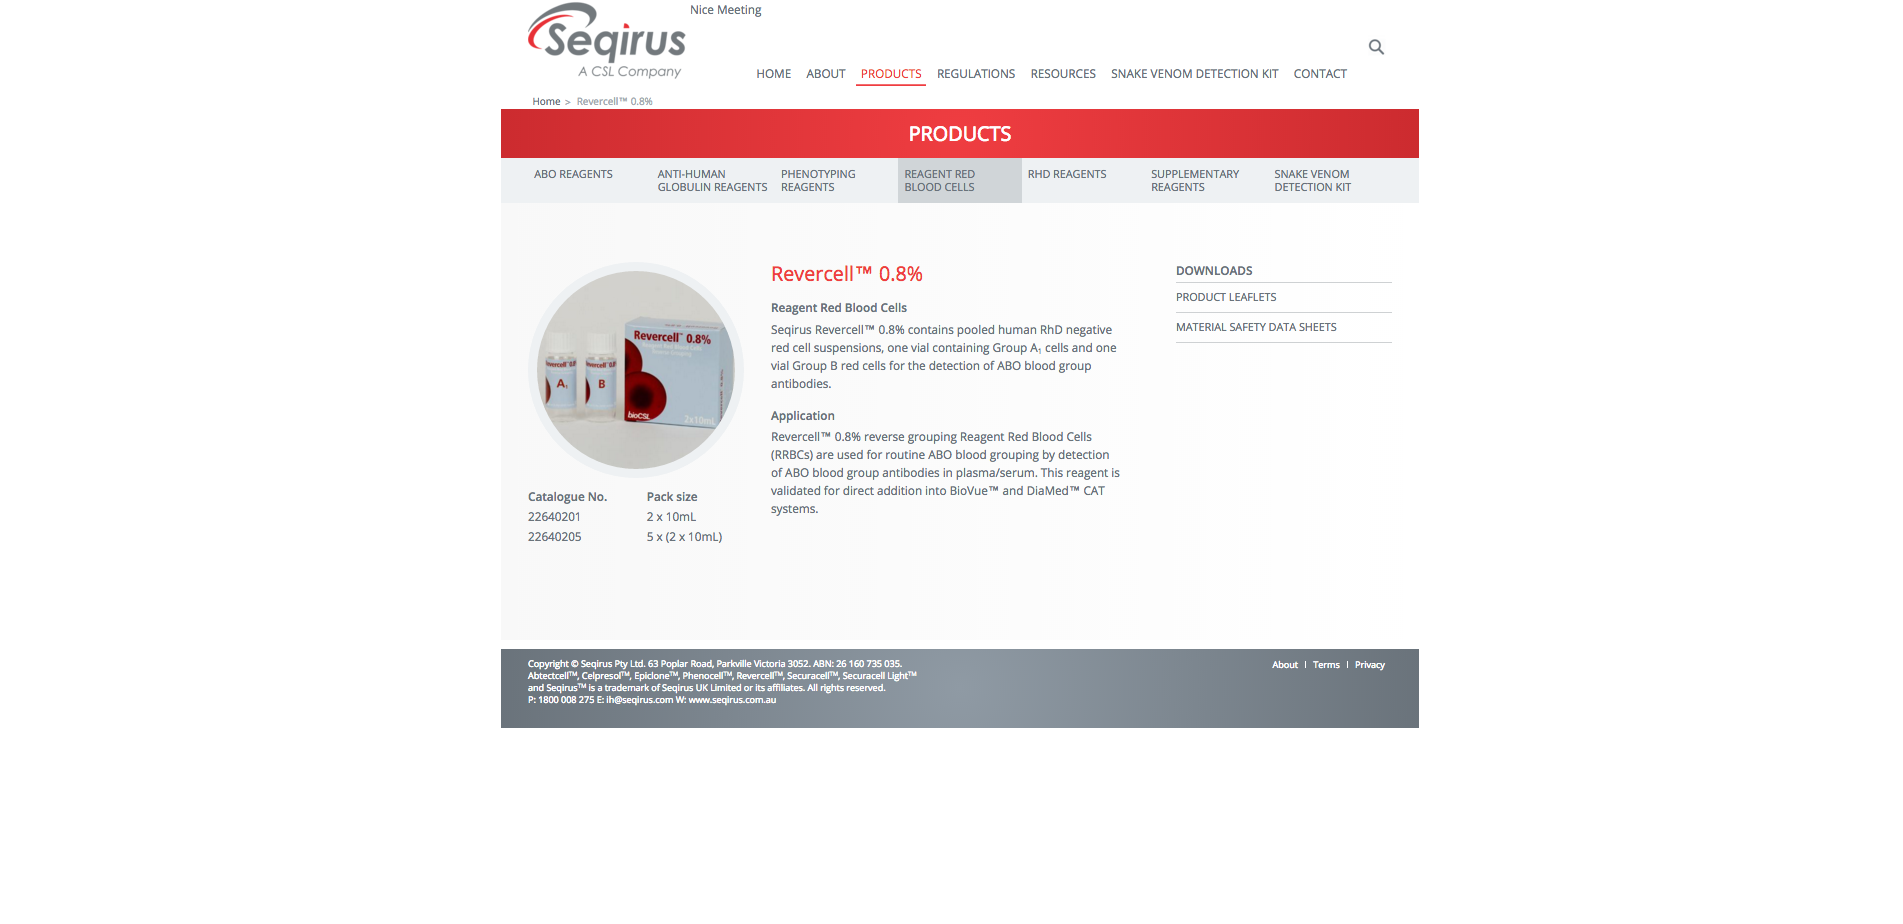 Seqirus
A CSL Company
Nice Meeting
HOME ABOUT PRODUCTS REGULATIONS RESOURCES SNAKE VENOM DETECTION KIT CONTACT
Home > Revercell™ 0.8%
PRODUCTS
ABO REAGENTS
ANTI-HUMAN
GLOBULIN REAGENTS
PHENOTYPING
REAGENTS
REAGENT RED
BLOOD CELLS
RHD REAGENTS
SUPPLEMENTARY
REAGENTS
SNAKE VENOM
DETECTION KIT
Revercell™ 0.8%
Reagent Red Blood Cells
A₁
B
bioCSL
2x10mL
Catalogue No. Pack size
22640201 2 x 10mL
22640205 5 x (2 x 10mL)
Revercell™ 0.8%
Reagent Red Blood Cells
Seqirus Revercell™ 0.8% contains pooled human RhD negative
red cell suspensions, one vial containing Group A₁ cells and one
vial Group B red cells for the detection of ABO blood group
antibodies.
Application
Revercell™ 0.8% reverse grouping Reagent Red Blood Cells
(RRBCs) are used for routine ABO blood grouping by detection
of ABO blood group antibodies in plasma/serum. This reagent is
validated for direct addition into BioVue™ and DiaMed™ CAT
systems.
DOWNLOADS
PRODUCT LEAFLETS
MATERIAL SAFETY DATA SHEETS
Copyright © Seqirus Pty Ltd. 63 Poplar Road, Parkville Victoria 3052. ABN: 26 160 735 035.
Abtectcell™, Celpresol™, Epiclone™, Phenocell™, Revercell™, Securacell™, Securacell Light™
and Seqirus™ is a trademark of Seqirus UK Limited or its affiliates. All rights reserved.
P: 1800 008 275 E: ih@seqirus.com W: www.seqirus.com.au
About | Terms | Privacy